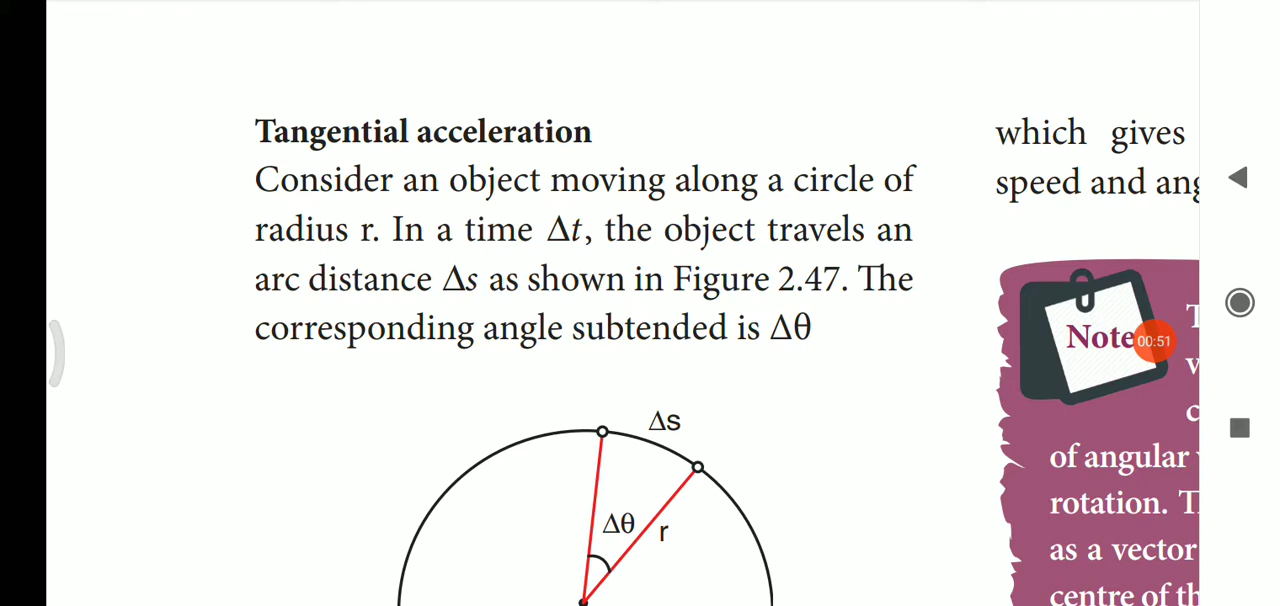 Tangential acceleration
Consider an object moving along a circle of
radius r. In a time Δt, the object travels an
arc distance Δs as shown in Figure 2.47. The
corresponding angle subtended is Δθ
Δs
Δθ
r
which gives
speed and
Note
00:51
of angular
rotation.
as a vector
centre of